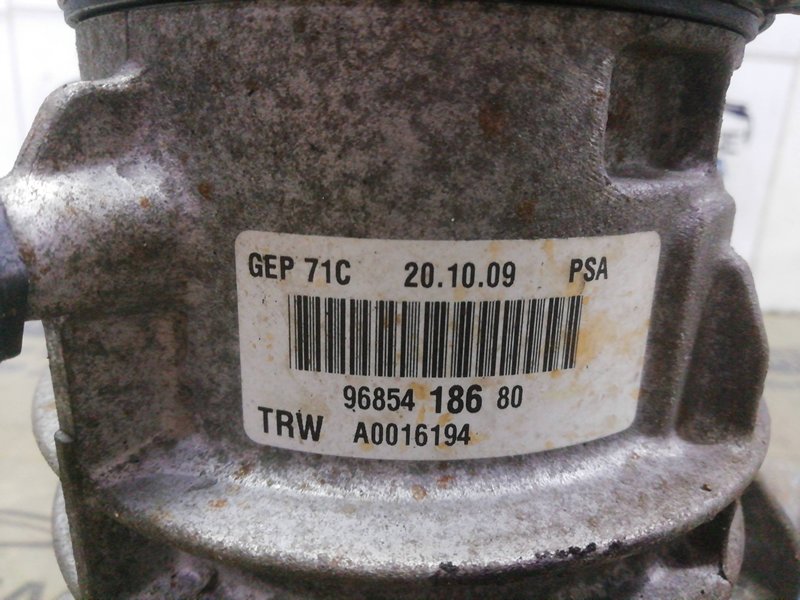 GEP 71C 20.10.09 PSA
96854 186 80
TRW A0016194